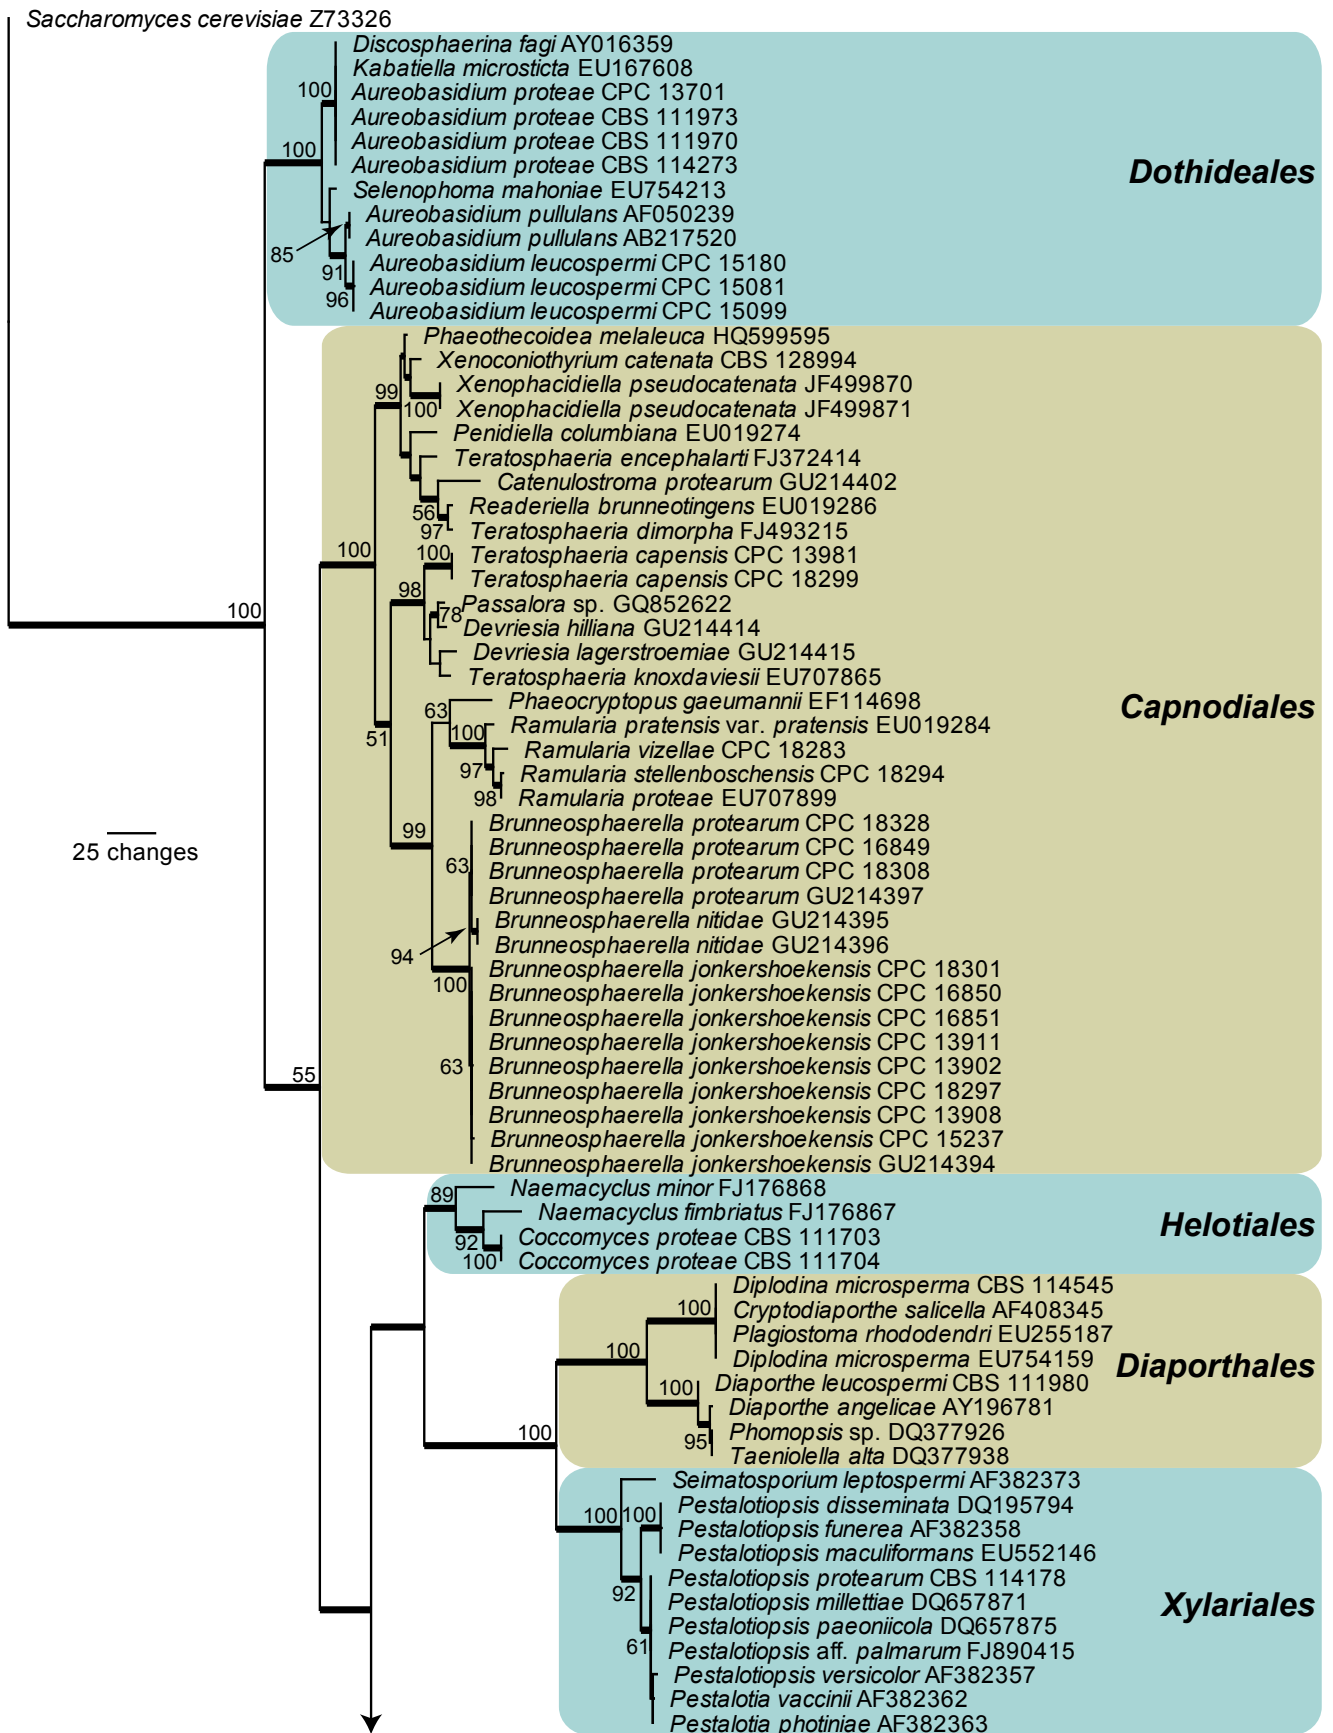 Saccharomyces cerevisiae Z73326
Discosphaerina fagi AY016359
Kabatiella microsticta EU167608
100
Aureobasidium proteae CPC 13701
Aureobasidium proteae CBS 111973
Aureobasidium proteae CBS 111970
100
Aureobasidium proteae CBS 114273
Dothideales
Selenophoma mahoniae EU754213
Aureobasidium pullulans AF050239
Aureobasidium pullulans AB217520
85
Aureobasidium leucospermi CPC 15180
91
Aureobasidium leucospermi CPC 15081
96
Aureobasidium leucospermi CPC 15099
Phaeothecoidea melaleuca HQ599595
Xenoconiothyrium catenata CBS 128994
Xenophacidiella pseudocatenata JF499870
99
100
Xenophacidiella pseudocatenata JF499871
Penidiella columbiana EU019274
Teratosphaeria encephalarti FJ372414
Catenulostroma protearum GU214402
56
Readeriella brunneotingens EU019286
97
Teratosphaeria dimorpha FJ493215
100
100
Teratosphaeria capensis CPC 13981
Teratosphaeria capensis CPC 18299
98
Passalora sp. GQ852622
100
78
Devriesia hilliana GU214414
Devriesia lagerstroemiae GU214415
Teratosphaeria knoxdaviesii EU707865
Phaeocryptopus gaeumannii EF114698
Capnodiales
63
Ramularia pratensis var. pratensis EU019284
51
100
Ramularia vizellae CPC 18283
97
Ramularia stellenboschensis CPC 18294
98
Ramularia proteae EU707899
Brunneosphaerella protearum CPC 18328
99
Brunneosphaerella protearum CPC 16849
25 changes
63
Brunneosphaerella protearum CPC 18308
Brunneosphaerella protearum GU214397
Brunneosphaerella nitidae GU214395
Brunneosphaerella nitidae GU214396
94
Brunneosphaerella jonkershoekensis CPC 18301
100
Brunneosphaerella jonkershoekensis CPC 16850
Brunneosphaerella jonkershoekensis CPC 16851
Brunneosphaerella jonkershoekensis CPC 13911
63
Brunneosphaerella jonkershoekensis CPC 13902
55
Brunneosphaerella jonkershoekensis CPC 18297
Brunneosphaerella jonkershoekensis CPC 13908
Brunneosphaerella jonkershoekensis CPC 15237
Brunneosphaerella jonkershoekensis GU214394
89
Naemacyclus minor FJ176868
Naemacyclus fimbriatus FJ176867
Helotiales
92
Coccomyces proteae CBS 111703
100
Coccomyces proteae CBS 111704
Diplodina microsperma CBS 114545
100
Cryptodiaporthe salicella AF408345
Plagiostoma rhododendri EU255187
100
Diplodina microsperma EU754159
Diaporthales
100
Diaporthe leucospermi CBS 111980
Diaporthe angelicae AY196781
100
95
Phomopsis sp. DQ377926
Taeniolella alta DQ377938
Seimatosporium leptospermi AF382373
Pestalotiopsis disseminata DQ195794
100
100
Pestalotiopsis funerea AF382358
Pestalotiopsis maculiformans EU552146
Pestalotiopsis protearum CBS 114178
92
Pestalotiopsis millettiae DQ657871
Xylariales
Pestalotiopsis paeoniicola DQ657875
61
Pestalotiopsis aff. palmarum FJ890415
Pestalotiopsis versicolor AF382357
Pestalotia vaccinii AF382362
Pestalotia photiniae AF382363